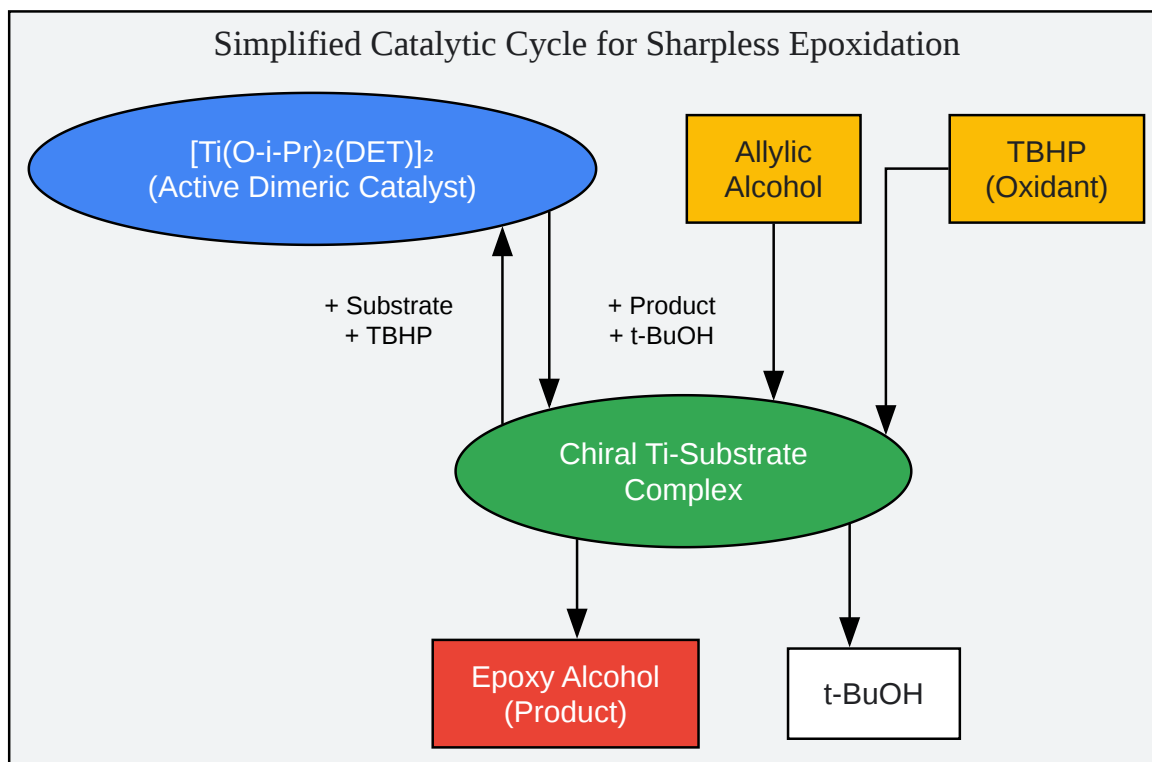 Simplified Catalytic Cycle for Sharpless Epoxidation
[Ti(O-i-Pr)₂(DET)]₂
(Active Dimeric Catalyst)
Allylic
Alcohol
TBHP
(Oxidant)
+ Substrate
+ TBHP
+ Product
+ t-BuOH
Chiral Ti-Substrate
Complex
Epoxy Alcohol
(Product)
t-BuOH